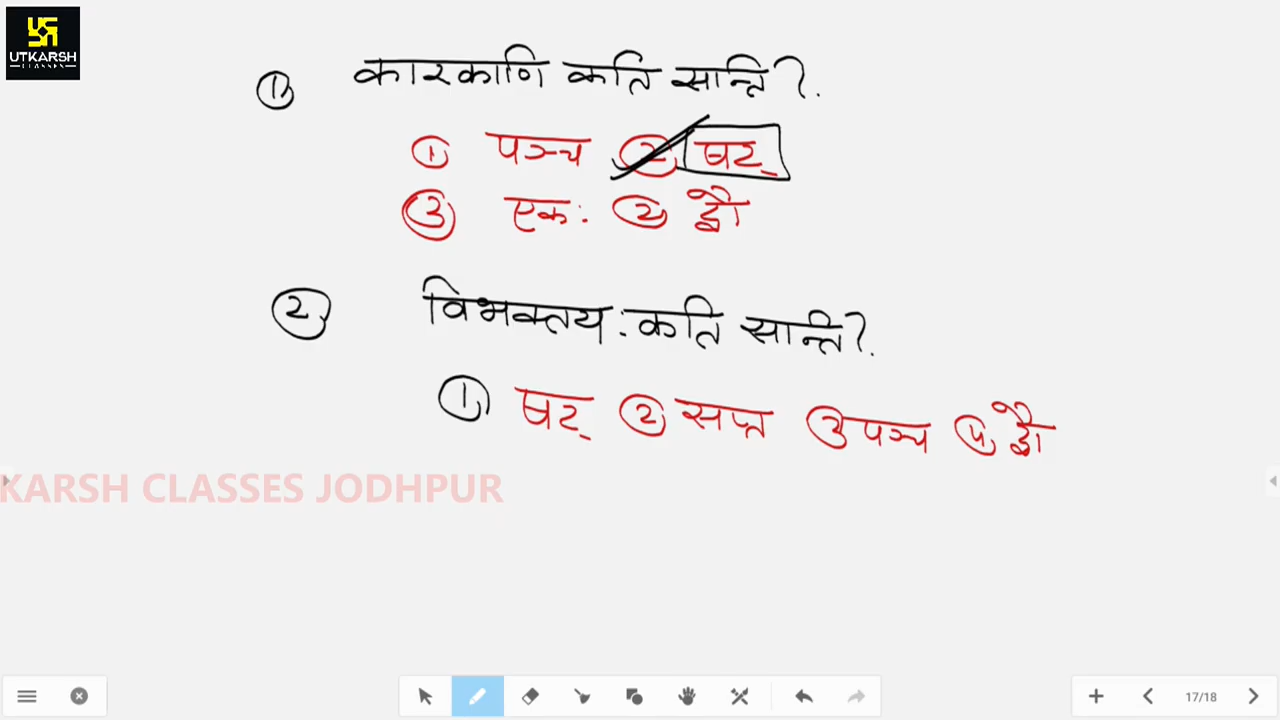 UTKARSH
CLASSES
① कारकाणि कति सन्ति?
① पञ्च ② षट्
③ एकः ② द्वौ
② विभक्तयः कति सन्ति?
① षट् ② सप्त ③ पञ्च ④ द्वौ
KARSH CLASSES JODHPUR
17/18